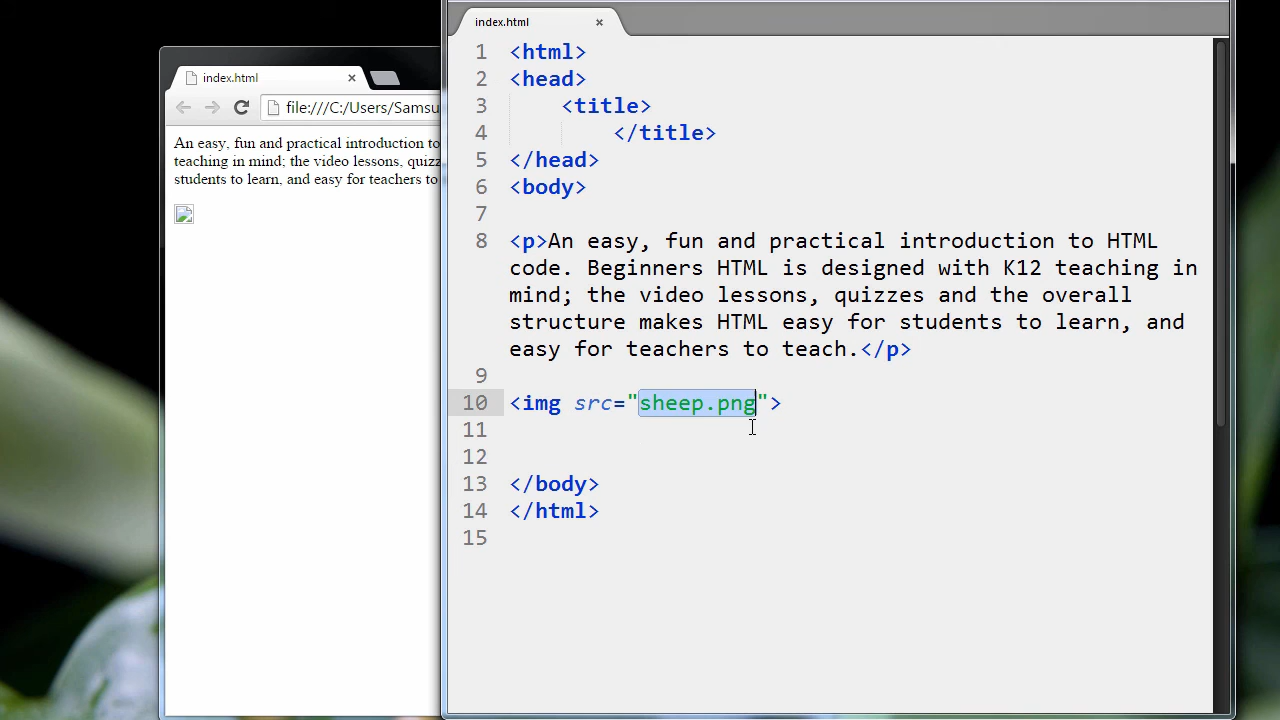 index.html
index.html
file:///C:/Users/Samsu
An easy, fun and practical introduction to
teaching in mind; the video lessons, quizz
students to learn, and easy for teachers to
1 <html>
2 <head>
3 <title>
4 </title>
5 </head>
6 <body>
7
8 <p>An easy, fun and practical introduction to HTML
code. Beginners HTML is designed with K12 teaching in
mind; the video lessons, quizzes and the overall
structure makes HTML easy for students to learn, and
easy for teachers to teach.</p>
9
10 <img src="sheep.png">
11
12
13 </body>
14 </html>
15